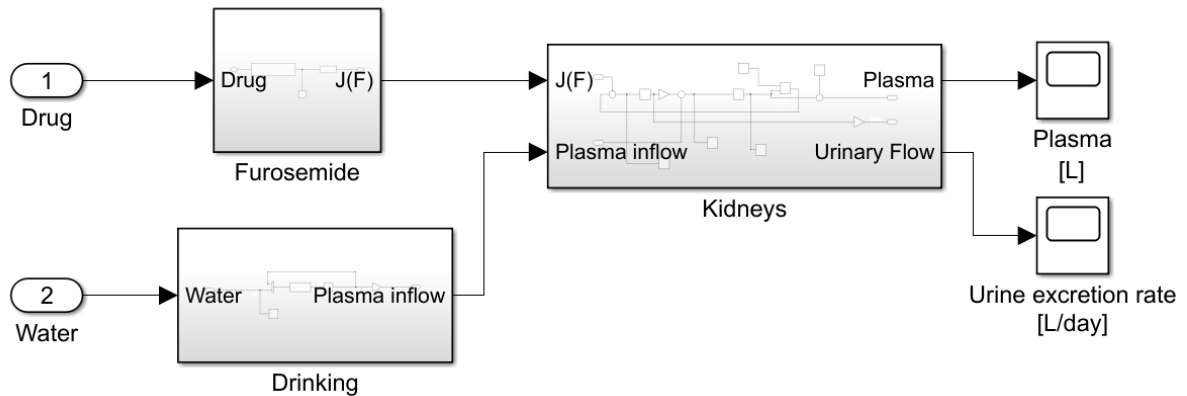 1
Drug
Drug
J(F)
Furosemide
J(F)
Plasma inflow
Plasma
Urinary Flow
Kidneys
Plasma
[L]
2
Water
Water
Plasma inflow
Drinking
Urine excretion rate
[L/day]